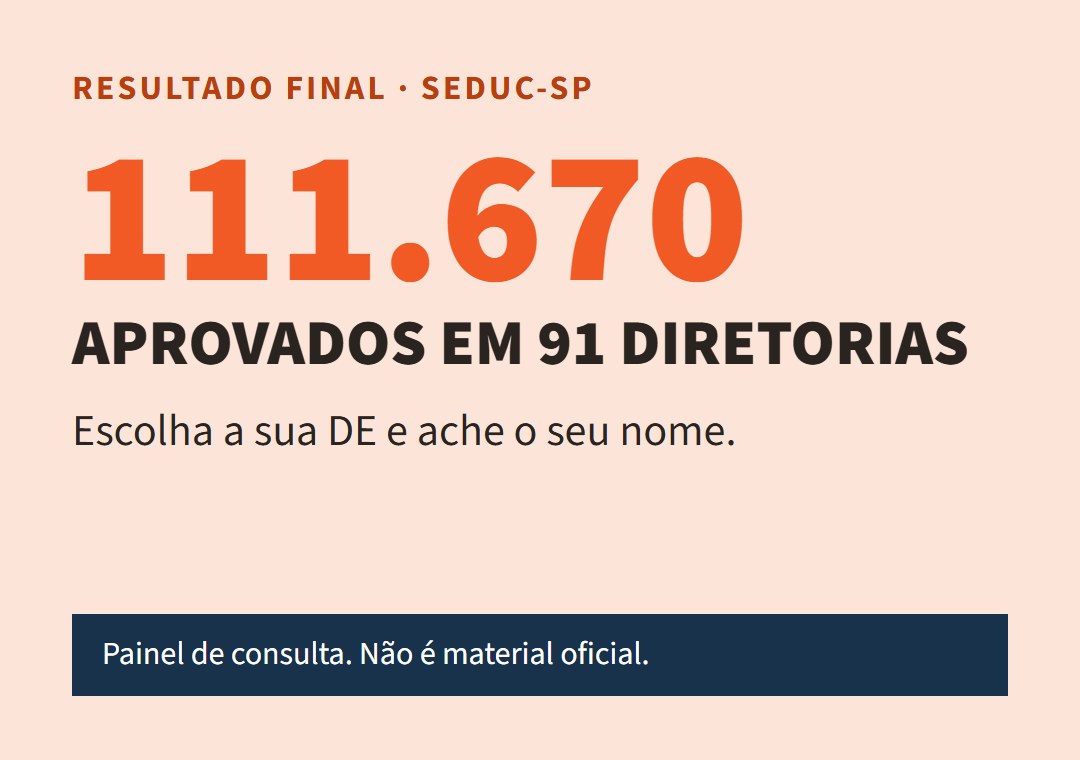 RESULTADO FINAL · SEDUC-SP
111.670
APROVADOS EM 91 DIRETORIAS
Escolha a sua DE e ache o seu nome.
Painel de consulta. Não é material oficial.